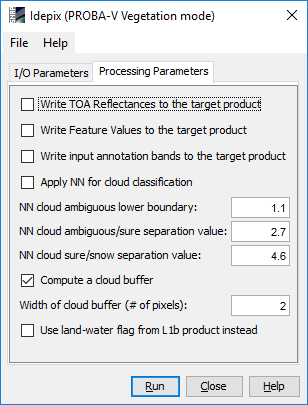 Idepix (PROBA-V Vegetation mode)
File Help
I/O Parameters Processing Parameters
Write TOA Reflectances to the target product
Write Feature Values to the target product
Write input annotation bands to the target product
Apply NN for cloud classification
NN cloud ambiguous lower boundary: 1.1
NN cloud ambiguous/sure separation value: 2.7
NN cloud sure/snow separation value: 4.6
Compute a cloud buffer
Width of cloud buffer (# of pixels): 2
Use land-water flag from L1b product instead
Run Close Help